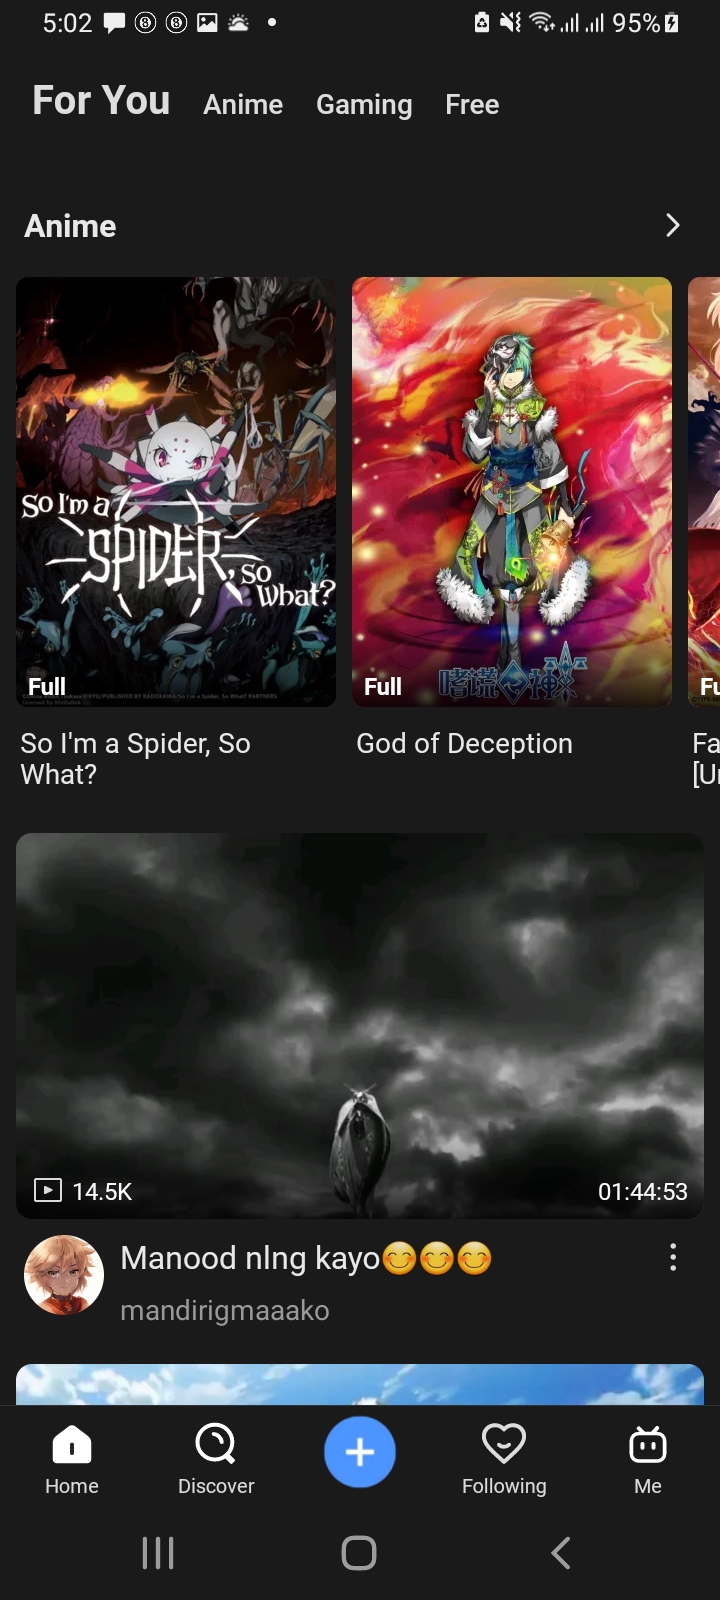 5:02
95%
For You Anime Gaming Free
Anime
So I'm a
SPIDER, so
What?
Full
嗜谎神
Full
Fu
So I'm a Spider, So
What?
God of Deception
Fa
[Un
14.5K
01:44:53
Manood nlng kayo😊😊😊
mandirigmaaako
Home
Discover
Following
Me